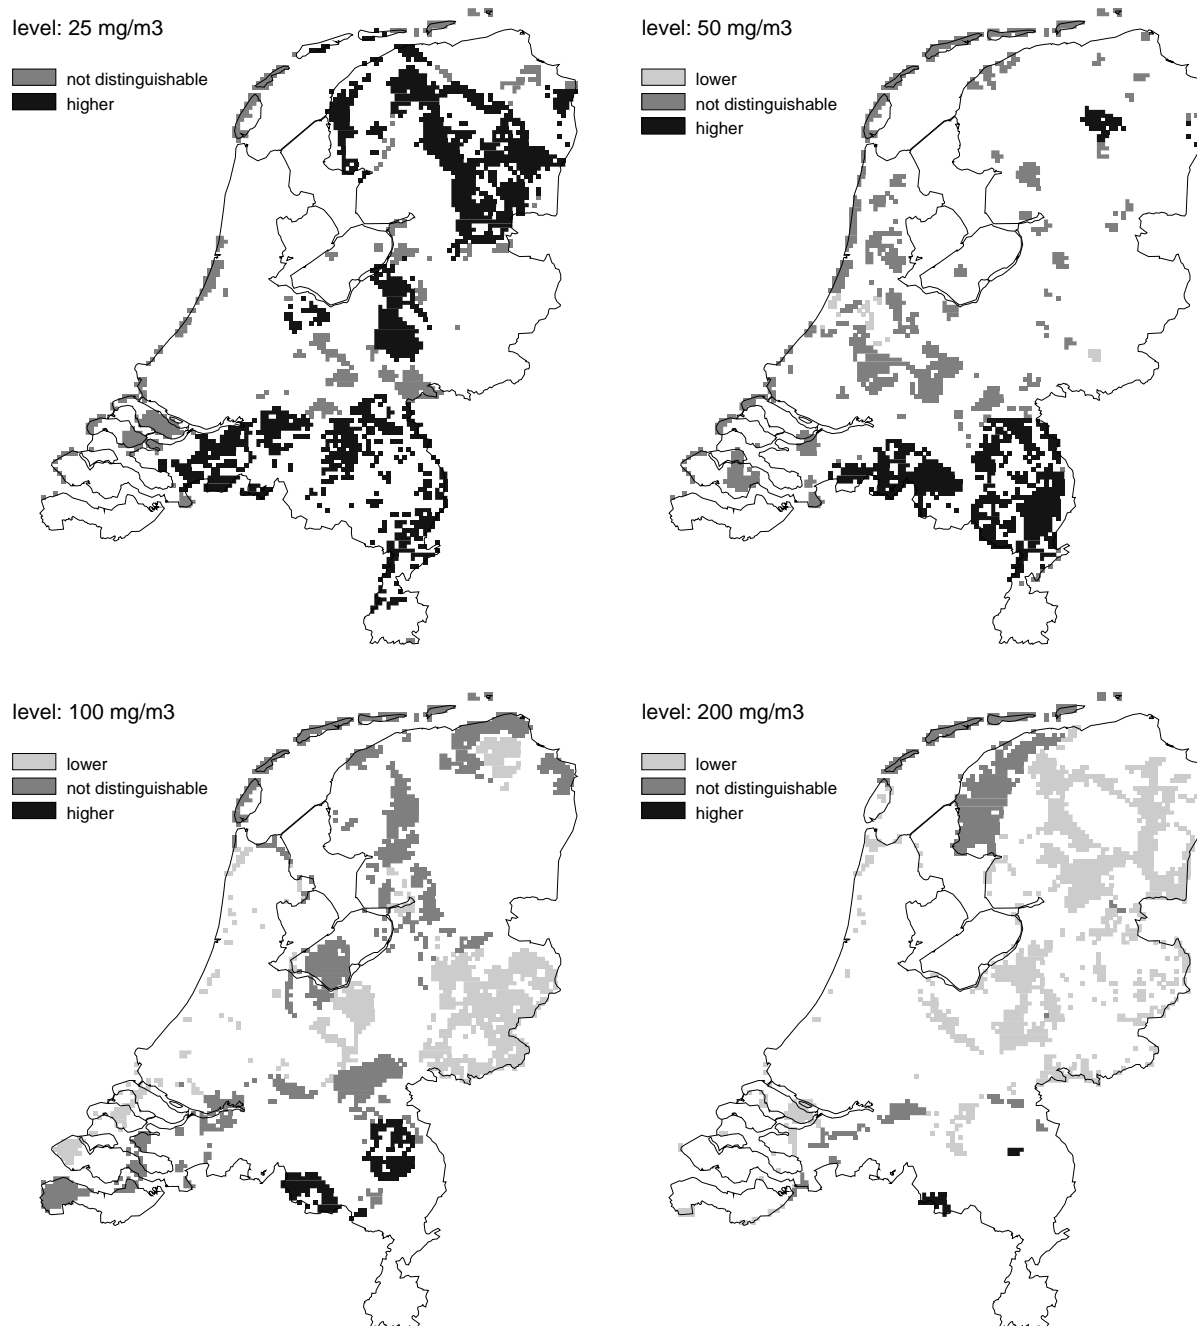 level: 25 mg/m3
not distinguishable
higher
level: 50 mg/m3
lower
not distinguishable
higher
level: 100 mg/m3
lower
not distinguishable
higher
level: 200 mg/m3
lower
not distinguishable
higher